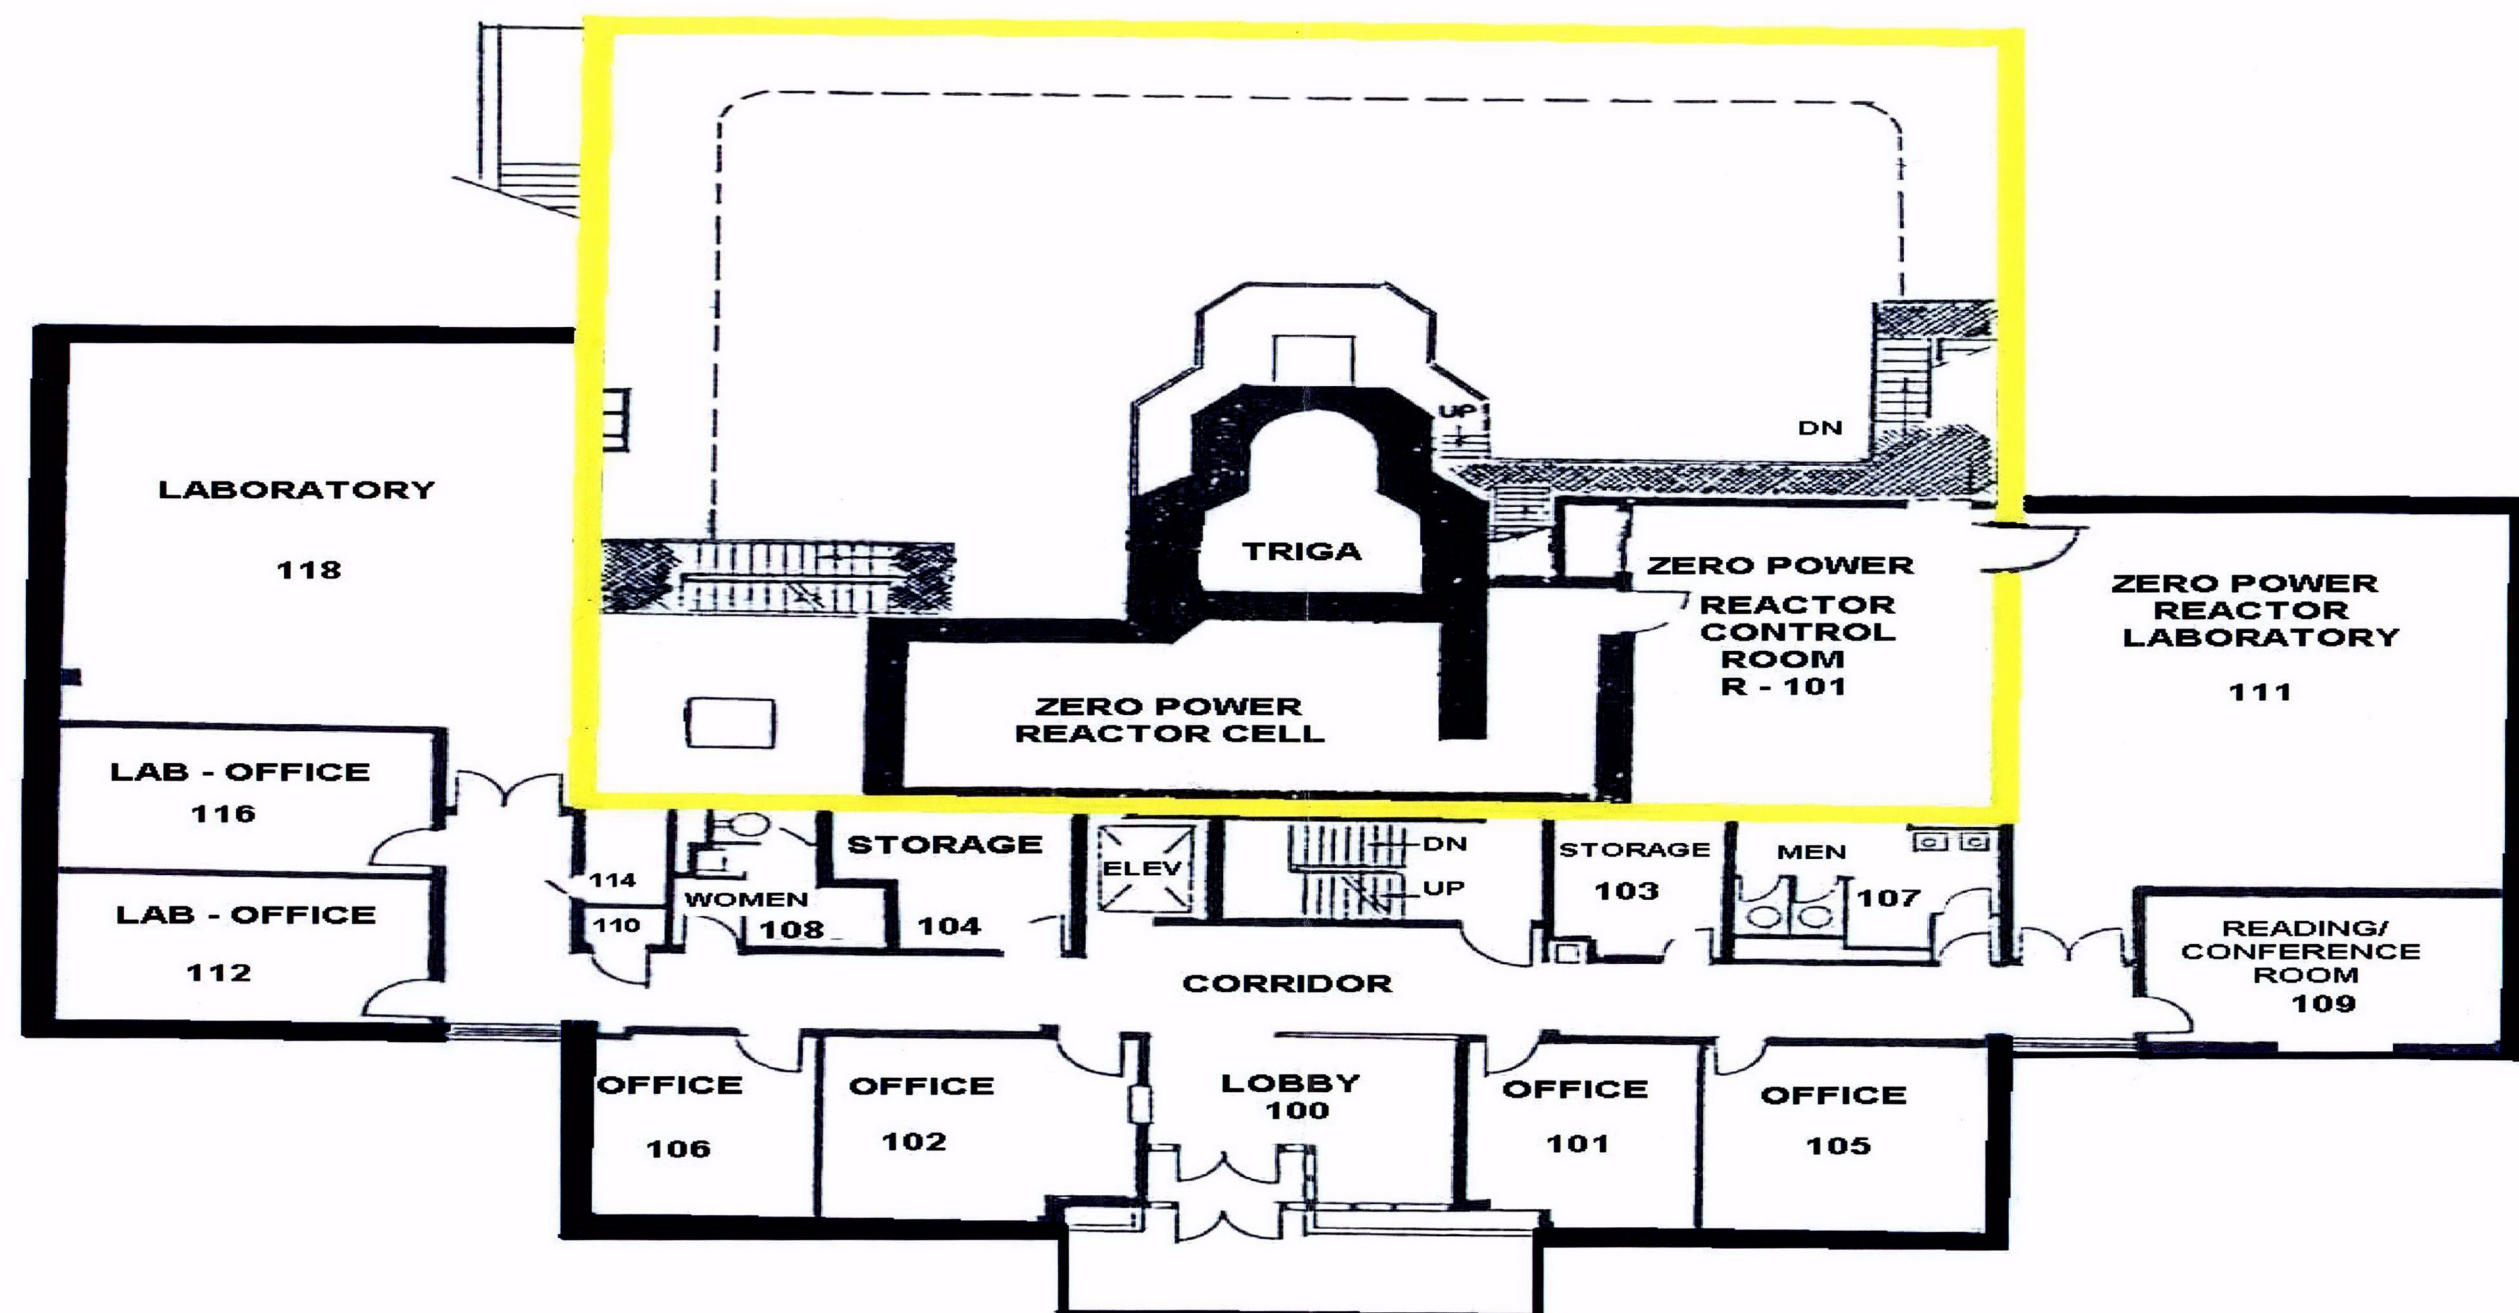 UP
DN
LABORATORY
118
TRIGA
ZERO POWER
REACTOR
CONTROL
ROOM
R - 101
ZERO POWER
REACTOR
LABORATORY
111
ZERO POWER
REACTOR CELL
LAB - OFFICE
116
LAB - OFFICE
112
114
110
WOMEN
108
STORAGE
104
ELEV
DN
UP
STORAGE
103
MEN
107
READING/
CONFERENCE
ROOM
109
CORRIDOR
OFFICE
106
OFFICE
102
LOBBY
100
OFFICE
101
OFFICE
105